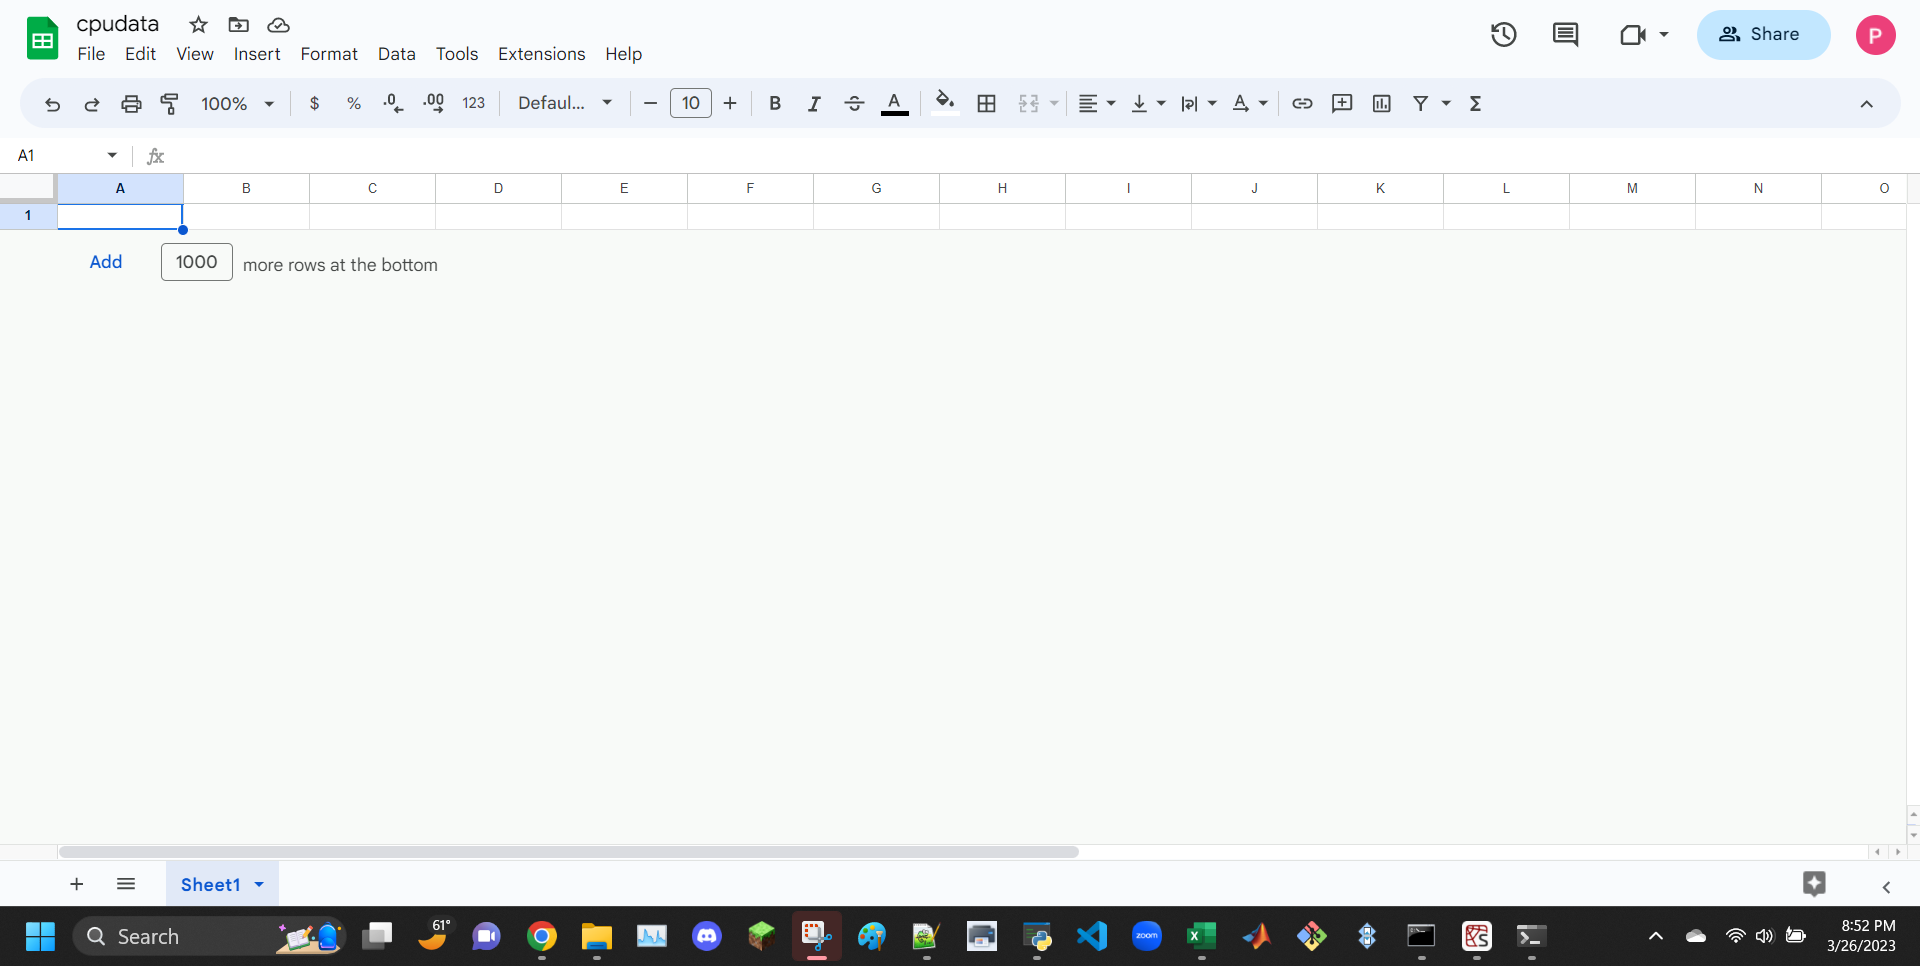 cpudata
File Edit View Insert Format Data Tools Extensions Help
Share
P
100% $ % .0 .00 123 Defaul... − 10 + B I S A Σ
A1 fx
A B C D E F G H I J K L M N O
1
Add 1000 more rows at the bottom
+ Sheet1
Search
61°
zoom
8:52 PM
3/26/2023